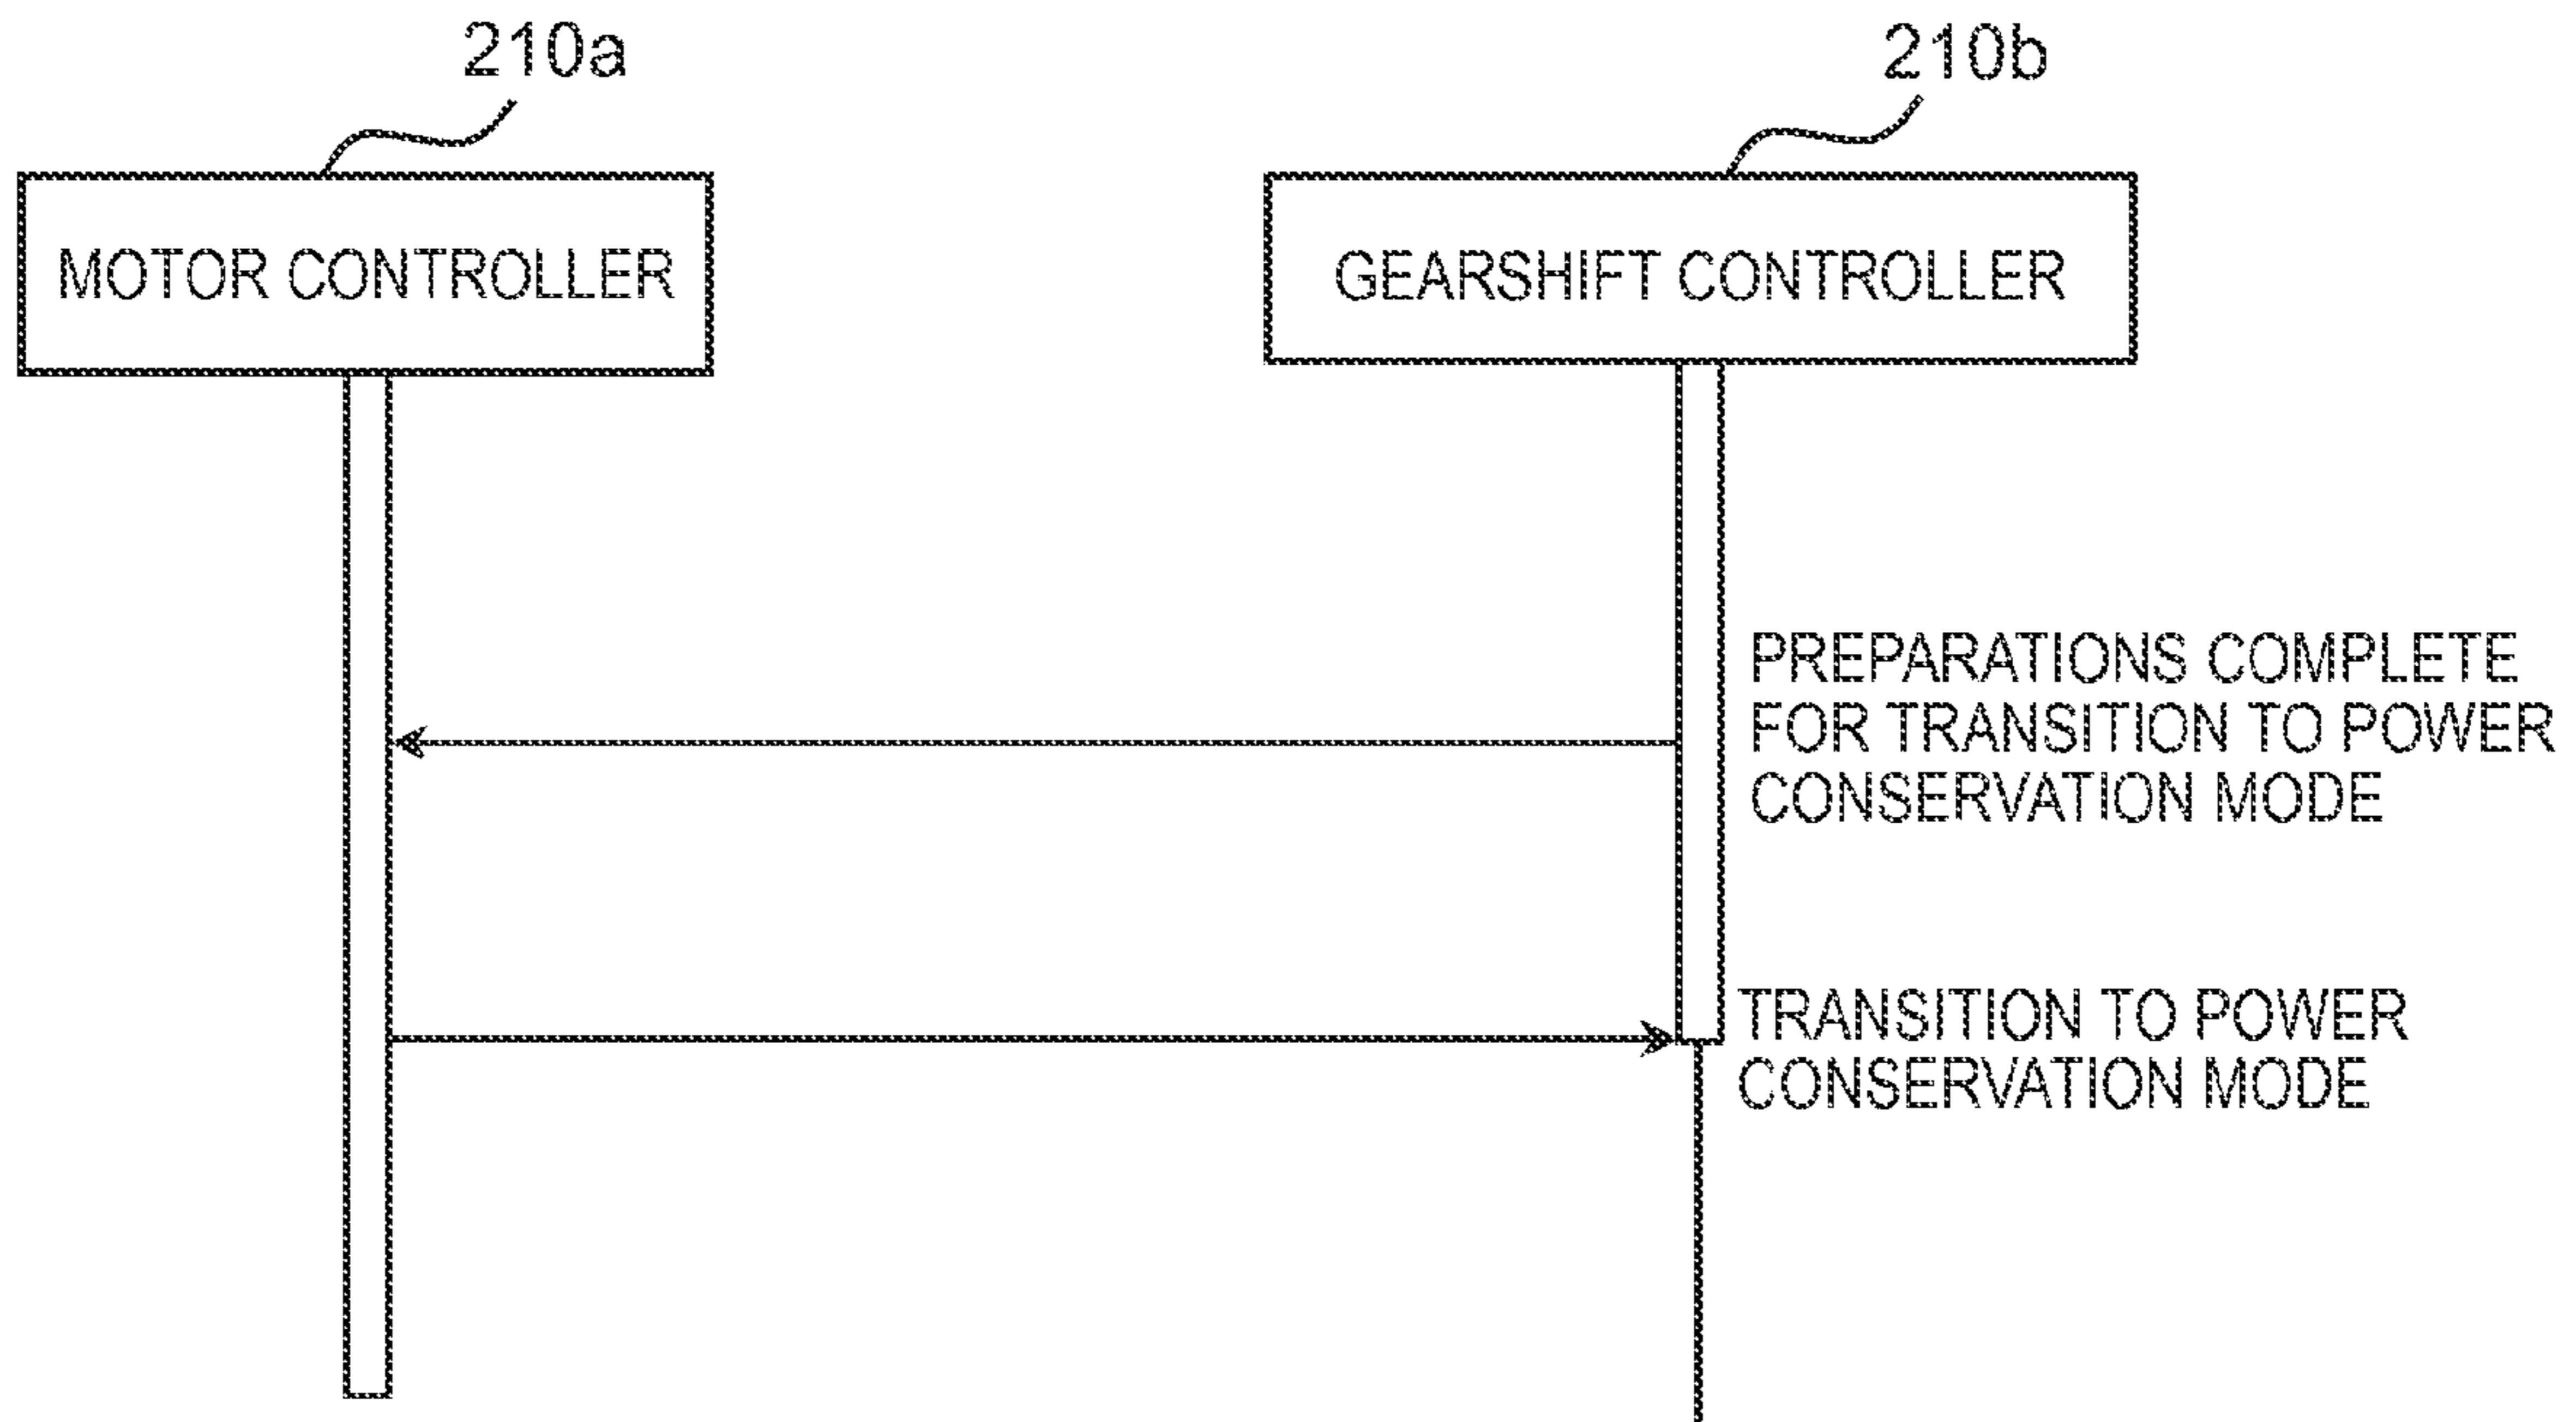 210a
210b
MOTOR CONTROLLER
GEARSHIFT CONTROLLER
PREPARATIONS COMPLETE
FOR TRANSITION TO POWER
CONSERVATION MODE
TRANSITION TO POWER
CONSERVATION MODE